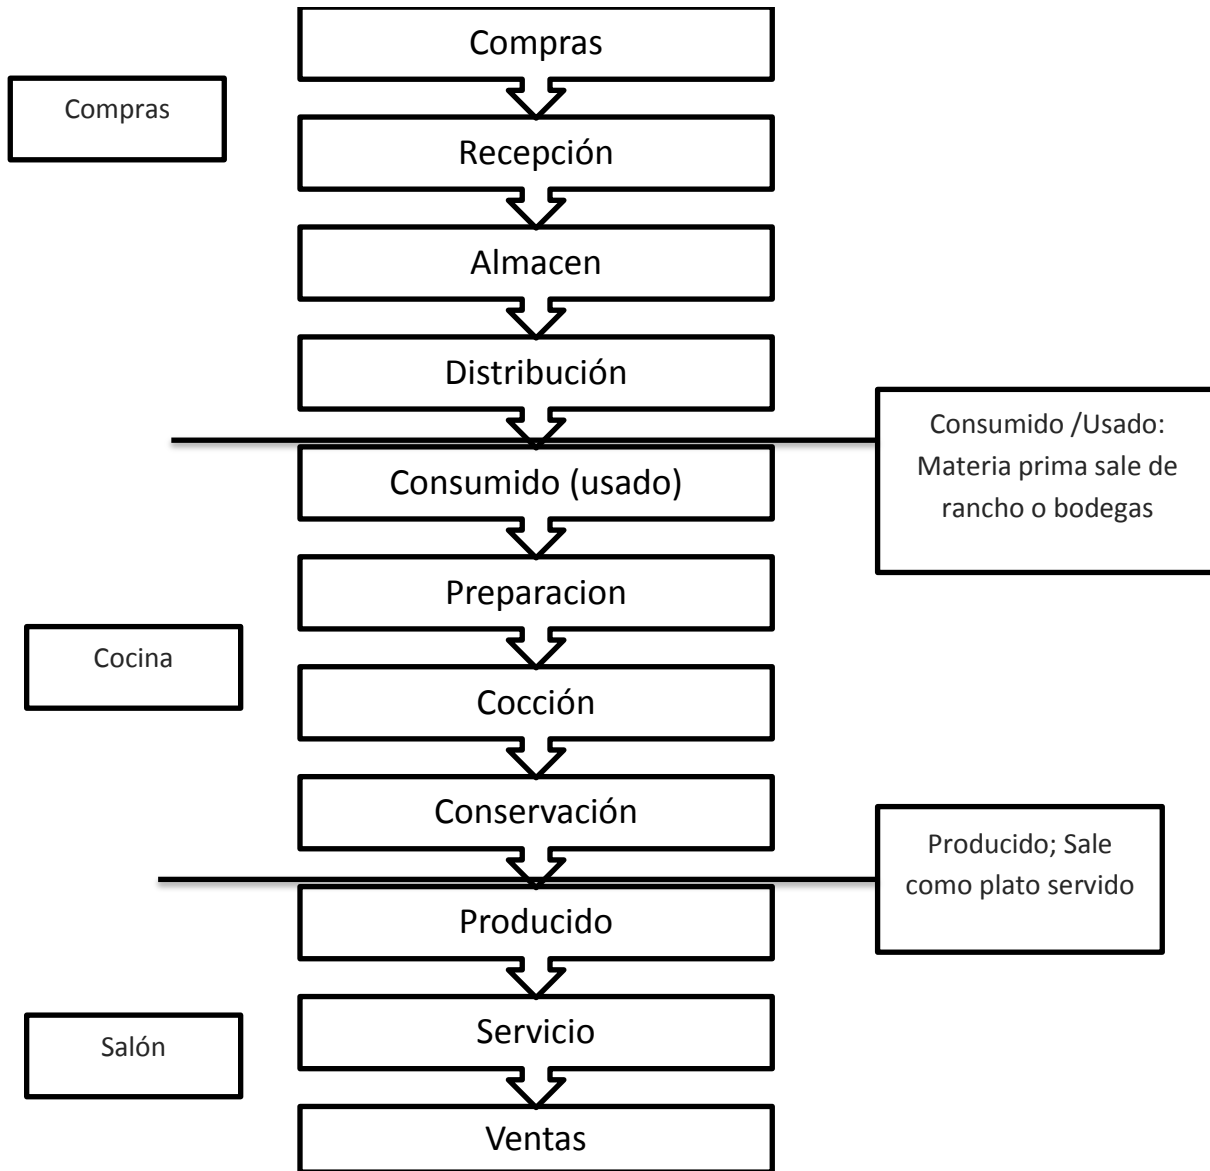 Compras
Compras
Recepción
Almacen
Distribución
Consumido /Usado:
Materia prima sale de
rancho o bodegas
Consumido (usado)
Preparacion
Cocina
Cocción
Conservación
Producido; Sale
como plato servido
Producido
Servicio
Salón
Ventas